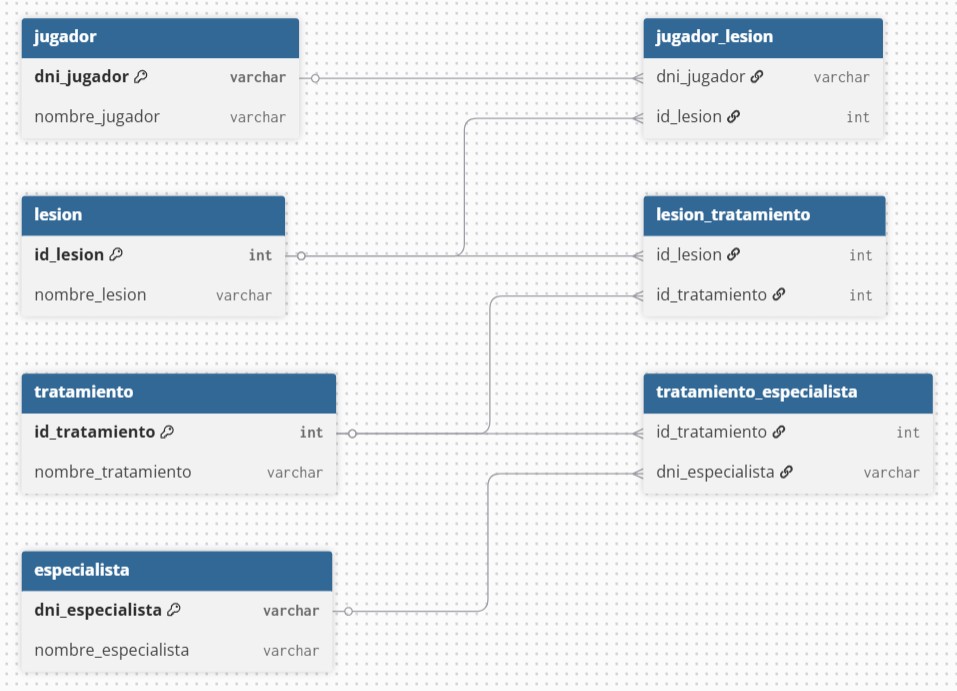 jugador
dni_jugador varchar
nombre_jugador varchar
jugador_lesion
dni_jugador varchar
id_lesion int
lesion
id_lesion int
nombre_lesion varchar
lesion_tratamiento
id_lesion int
id_tratamiento int
tratamiento
id_tratamiento int
nombre_tratamiento varchar
tratamiento_especialista
id_tratamiento int
dni_especialista varchar
especialista
dni_especialista varchar
nombre_especialista varchar